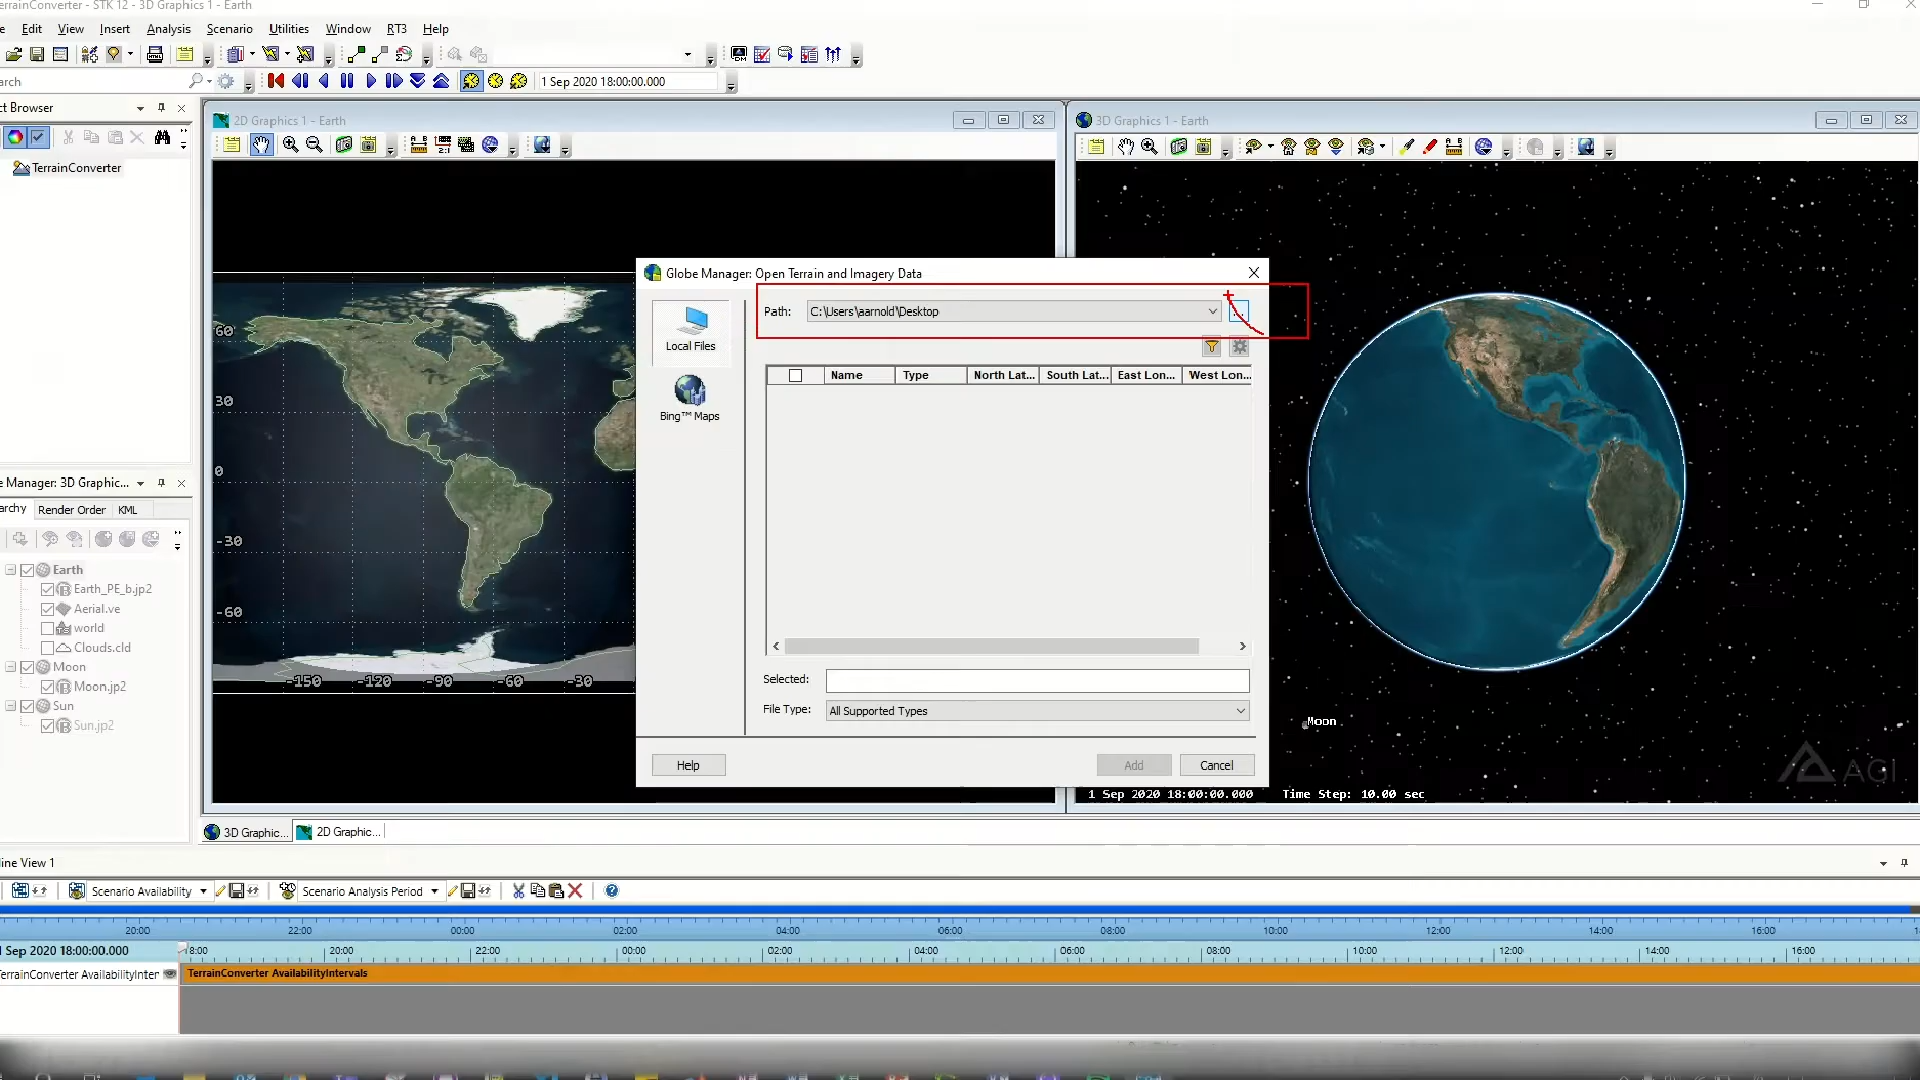 TerrainConverter - STK 12 - 3D Graphics 1 - Earth
Edit View Insert Analysis Scenario Utilities Window RT3 Help
1 Sep 2020 18:00:00.000
Browser
TerrainConverter
2D Graphics 1 - Earth
3D Graphics 1 - Earth
60
30
0
-30
-60
-150 -120 -90 -60 -30
Globe Manager: Open Terrain and Imagery Data
Path: C:\Users\aarnold\Desktop
...
Local Files
Bing™ Maps
Name Type North Lat... South Lat... East Lon... West Lon...
Selected:
File Type: All Supported Types
Help Add Cancel
Moon
AGI
1 Sep 2020 18:00:00.000 Time Step: 10.00 sec
Manager: 3D Graphic...
Render Order KML
Earth
Earth_PE_b.jp2
Aerial.ve
world
Clouds.cld
Moon
Moon.jp2
Sun
Sun.jp2
3D Graphic... 2D Graphic...
View 1
Scenario Availability Scenario Analysis Period
20:00 22:00 00:00 02:00 04:00 06:00 08:00 10:00 12:00 14:00 16:00
Sep 2020 18:00:00.000 18:00 20:00 22:00 00:00 02:00 04:00 06:00 08:00 10:00 12:00 14:00 16:00
TerrainConverter AvailabilityInter TerrainConverter AvailabilityIntervals